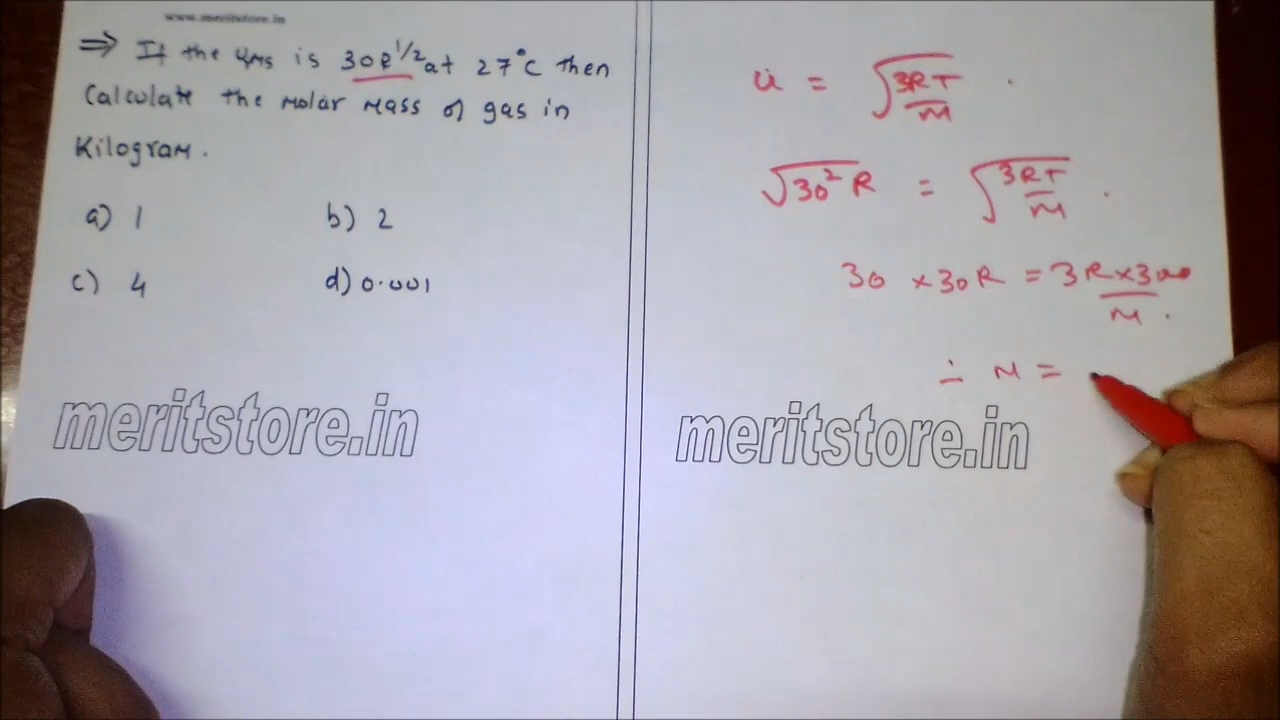 www.meritstore.in
⇒ If the Urms is 30R^1/2 at 27°C then
Calculate the molar mass of gas in
Kilogram.
a) 1 b) 2
c) 4 d) 0.001
meritstore.in
u = √3RT/M .
√30² R = √3RT/M .
30 × 30R = 3R×300/M .
∴ M =
meritstore.in